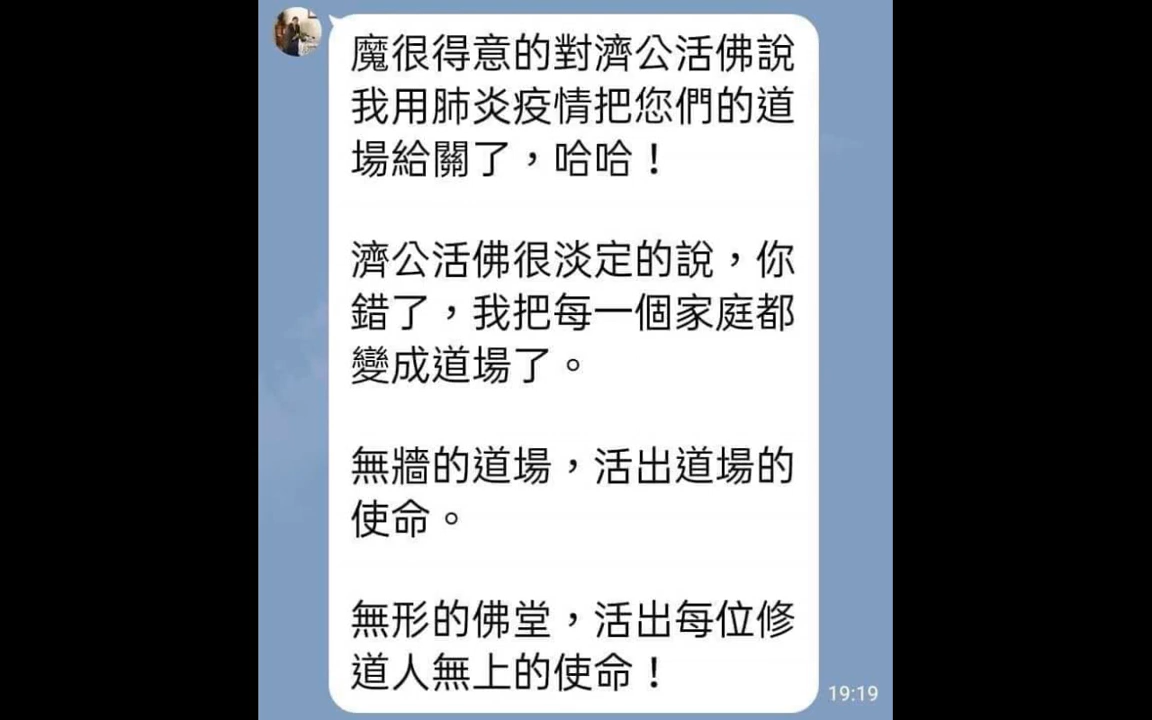 魔很得意的對濟公活佛說
我用肺炎疫情把您們的道
場給關了，哈哈！
濟公活佛很淡定的說，你
錯了，我把每一個家庭都
變成道場了。
無牆的道場，活出道場的
使命。
無形的佛堂，活出每位修
道人無上的使命！
19:19